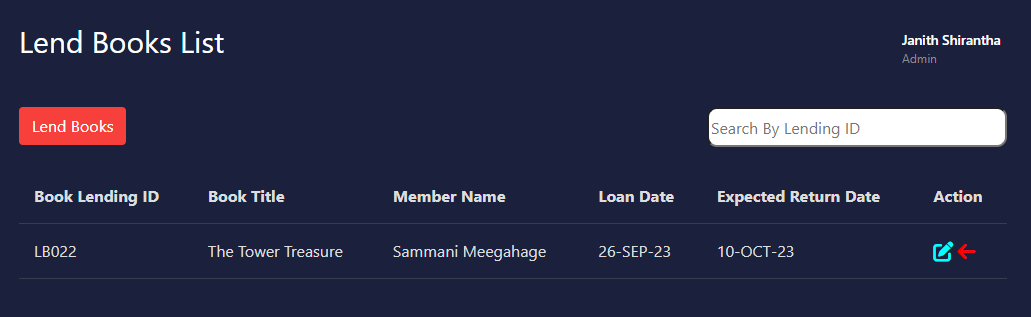 Lend Books List
Janith Shirantha
Admin
Lend Books
Search By Lending ID
Book Lending ID Book Title Member Name Loan Date Expected Return Date Action
LB022 The Tower Treasure Sammani Meegahage 26-SEP-23 10-OCT-23